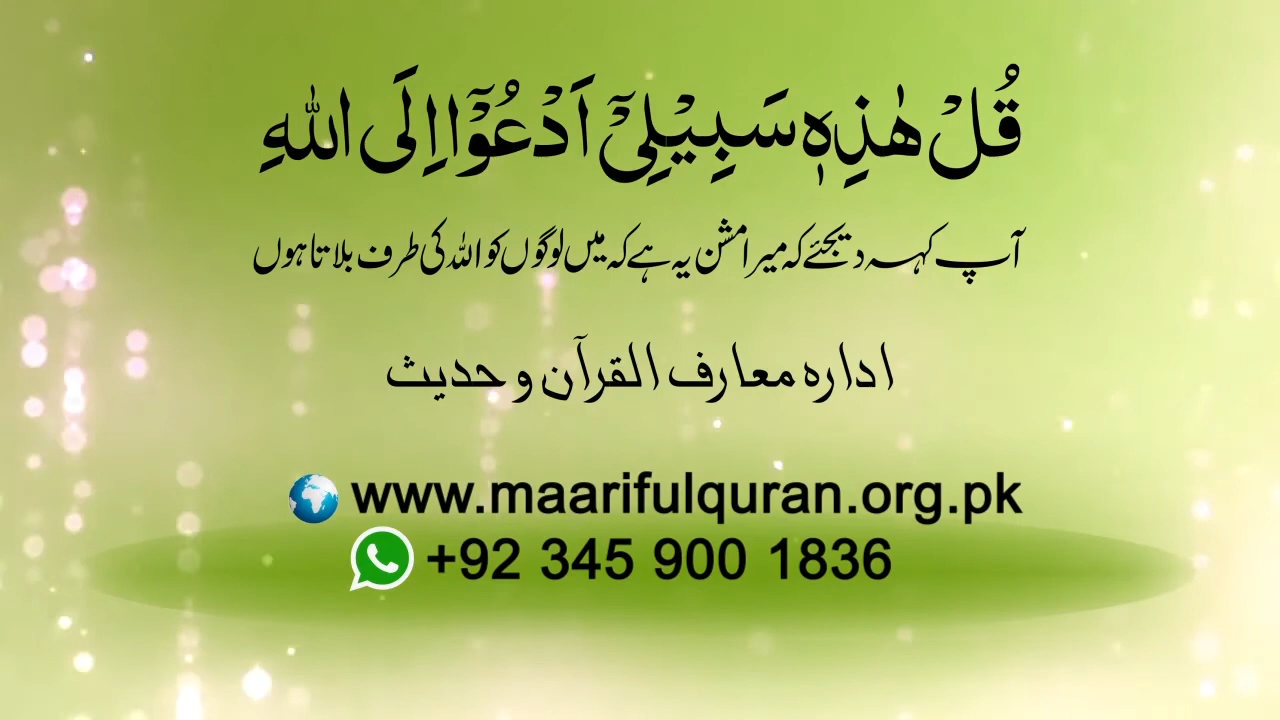 قُلْ هٰذِهٖ سَبِیْلِیْۤ اَدْعُوْۤا اِلَی اللّٰهِ
آپ کہہ دیجئے کہ میرا مشن یہ ہے کہ میں لوگوں کو اللہ کی طرف بلاتا ہوں
ادارہ معارف القرآن و حدیث
www.maarifulquran.org.pk
+92 345 900 1836